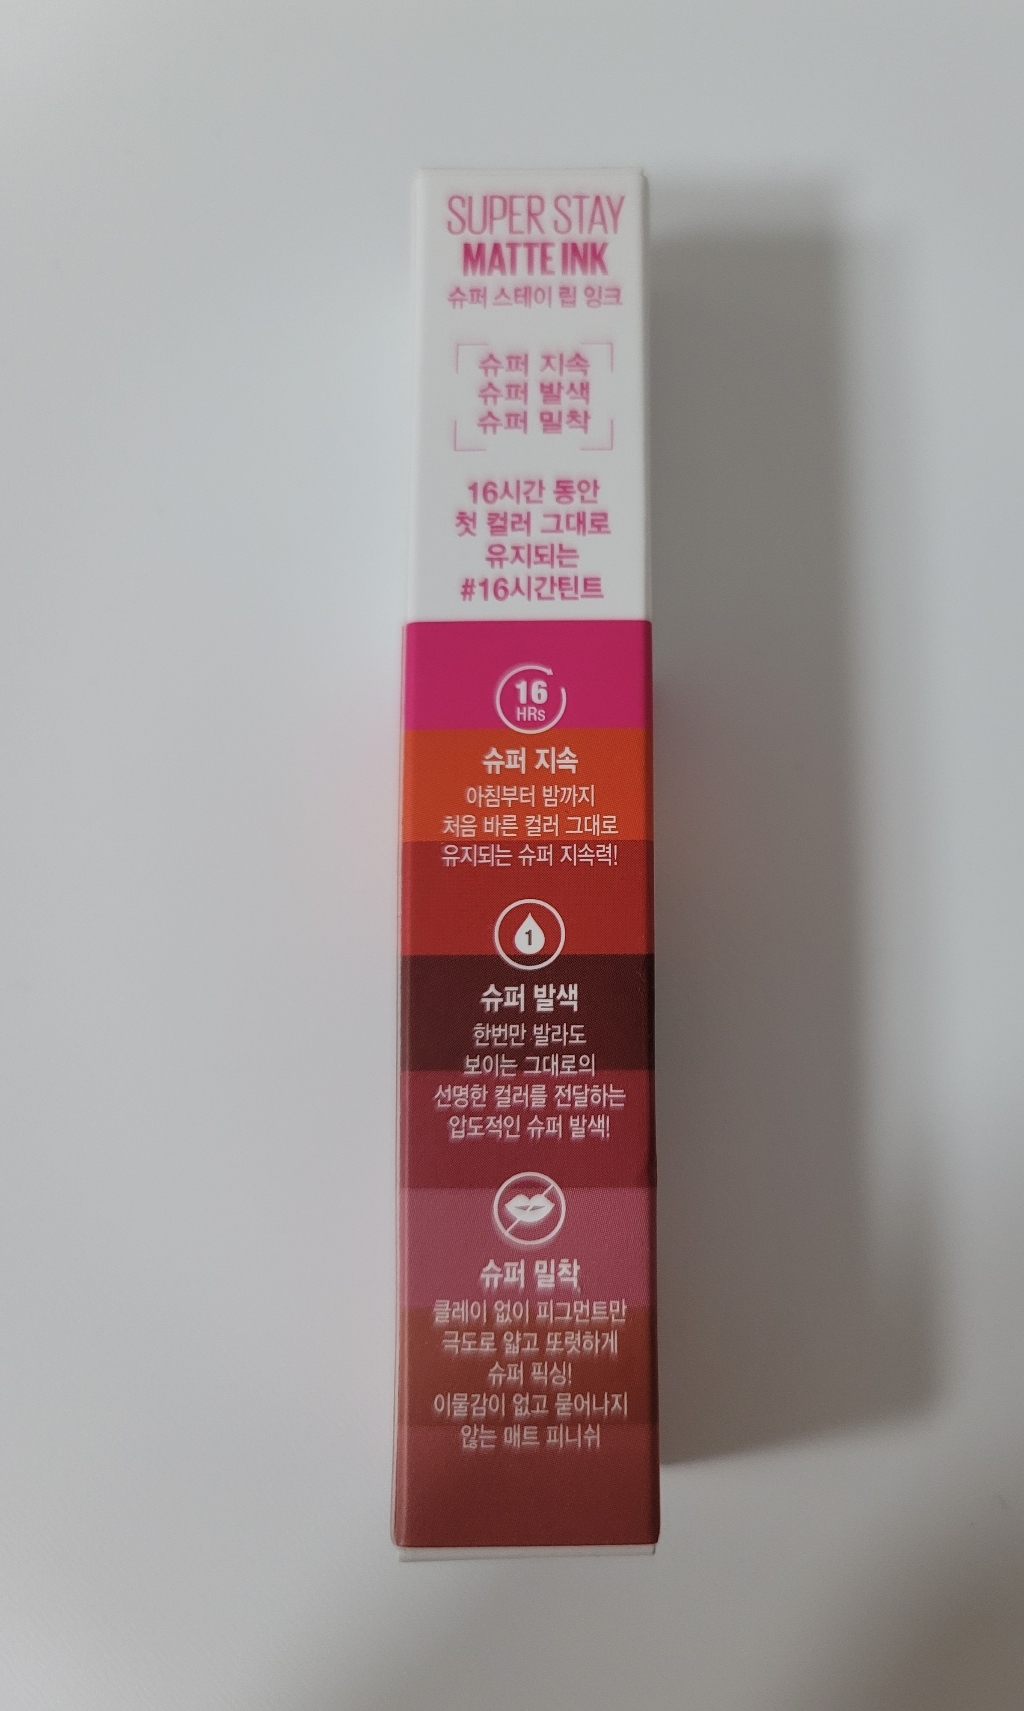 SUPER STAY
MATTE INK
슈퍼 스테이 립 잉크
슈퍼 지속
슈퍼 발색
슈퍼 밀착
16시간 동안
첫 컬러 그대로
유지되는
#16시간틴트
16
HRs
슈퍼 지속
아침부터 밤까지
처음 바른 컬러 그대로
유지되는 슈퍼 지속력!
1
슈퍼 발색
한번만 발라도
보이는 그대로의
선명한 컬러를 전달하는
압도적인 슈퍼 발색!
슈퍼 밀착
클레이 없이 피그먼트만
극도로 얇고 또렷하게
슈퍼 픽싱!
이물감이 없고 묻어나지
않는 매트 피니쉬